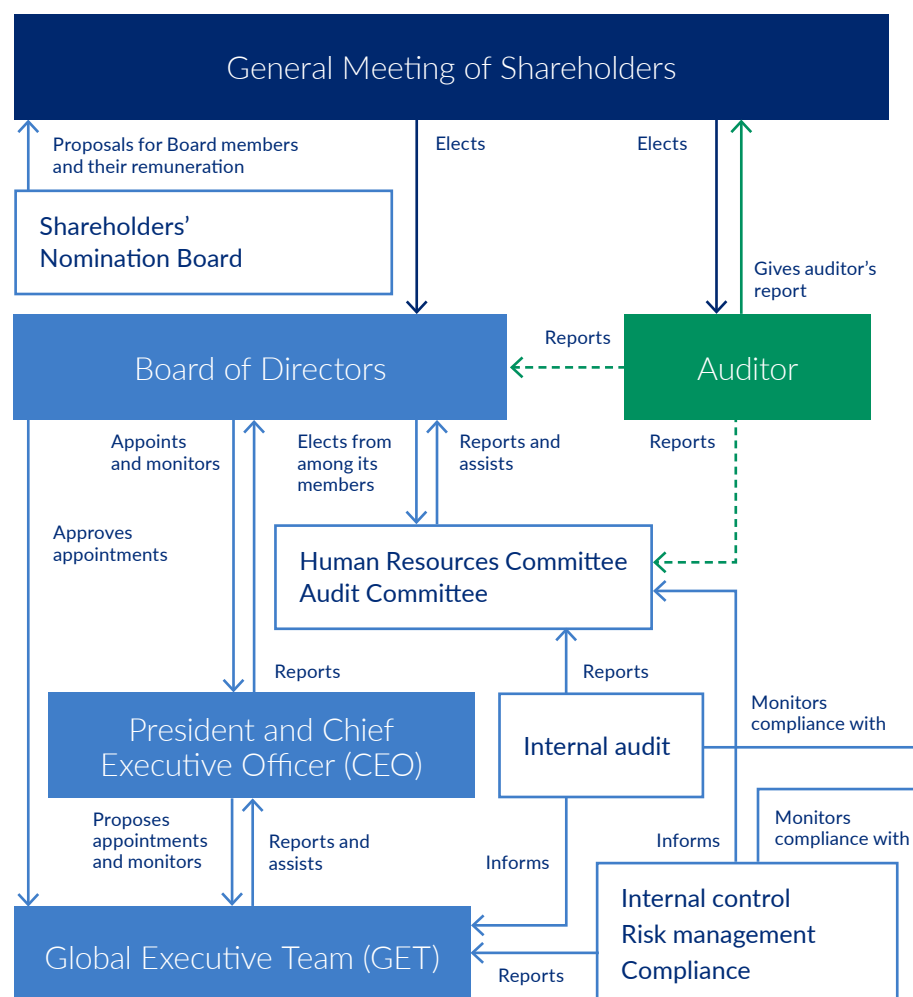 General Meeting of Shareholders
Proposals for Board members
and their remuneration
Elects
Elects
Shareholders’
Nomination Board
Gives auditor’s
report
Board of Directors
Reports
Auditor
Appoints
and monitors
Elects from
among its
members
Reports and
assists
Reports
Approves
appointments
Human Resources Committee
Audit Committee
Reports
Reports
President and Chief
Executive Officer (CEO)
Internal audit
Monitors
compliance with
Proposes
appointments
and monitors
Reports and
assists
Informs
Informs
Monitors
compliance with
Internal control
Risk management
Compliance
Global Executive Team (GET)
Reports